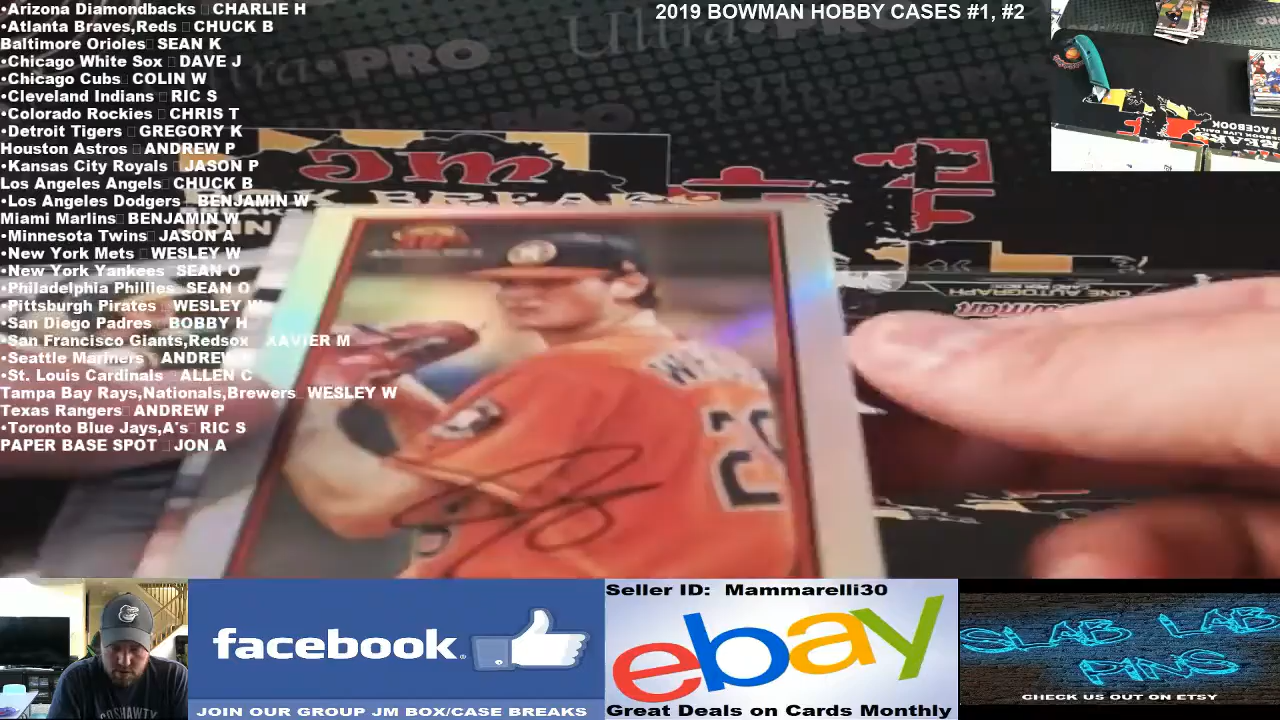 •Arizona Diamondbacks CHARLIE H
•Atlanta Braves,Reds CHUCK B
Baltimore Orioles SEAN K
•Chicago White Sox DAVE J
•Chicago Cubs COLIN W
•Cleveland Indians RIC S
•Colorado Rockies CHRIS T
•Detroit Tigers GREGORY K
Houston Astros ANDREW P
•Kansas City Royals JASON P
Los Angeles Angels CHUCK B
•Los Angeles Dodgers BENJAMIN W
Miami Marlins BENJAMIN W
•Minnesota Twins JASON A
•New York Mets WESLEY W
•New York Yankees SEAN O
•Philadelphia Phillies SEAN O
•Pittsburgh Pirates WESLEY W
•San Diego Padres BOBBY H
•San Francisco Giants,Redsox XAVIER M
•Seattle Mariners ANDREW
•St. Louis Cardinals ALLEN C
Tampa Bay Rays,Nationals,Brewers WESLEY W
Texas Rangers ANDREW P
•Toronto Blue Jays,A's RIC S
PAPER BASE SPOT JON A
2019 BOWMAN HOBBY CASES #1, #2
Ultra PRO
ONE AUTOGRAPH
facebook
JOIN OUR GROUP JM BOX/CASE BREAKS
Seller ID: Mammarelli30
ebay
Great Deals on Cards Monthly
SLAB LAB
PINS
CHECK US OUT ON ETSY